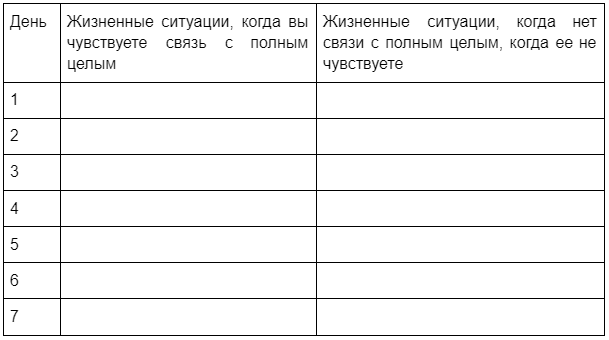 День
Жизненные ситуации, когда вы
чувствуете связь с полным
целым
Жизненные ситуации, когда нет
связи с полным целым, когда ее не
чувствуете
1
2
3
4
5
6
7